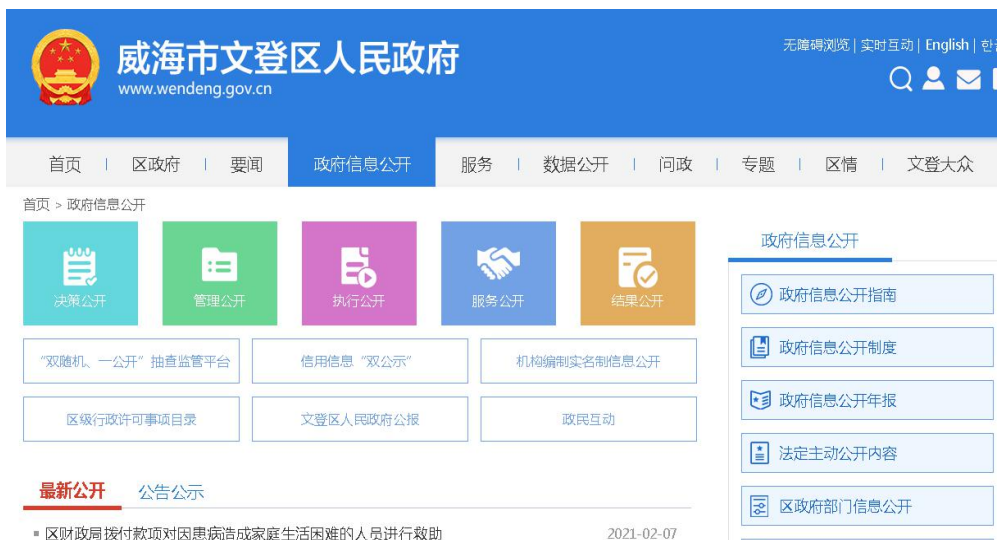 威海市文登区人民政府
www.wendeng.gov.cn
无障碍浏览 | 实时互动 | English |
首页 | 区政府 | 要闻 政府信息公开 服务 | 数据公开 | 问政 | 专题 | 区情 | 文登大众
首页 > 政府信息公开
决策公开 管理公开 执行公开 服务公开 结果公开
“双随机、一公开”抽查监管平台 信用信息“双公示” 机构编制实名制信息公开
区级行政许可事项目录 文登区人民政府公报 政民互动
最新公开 公告公示
区财政局拨付款项对因患病造成家庭生活困难的人员进行救助 2021-02-07
政府信息公开
政府信息公开指南
政府信息公开制度
政府信息公开年报
法定主动公开内容
区政府部门信息公开